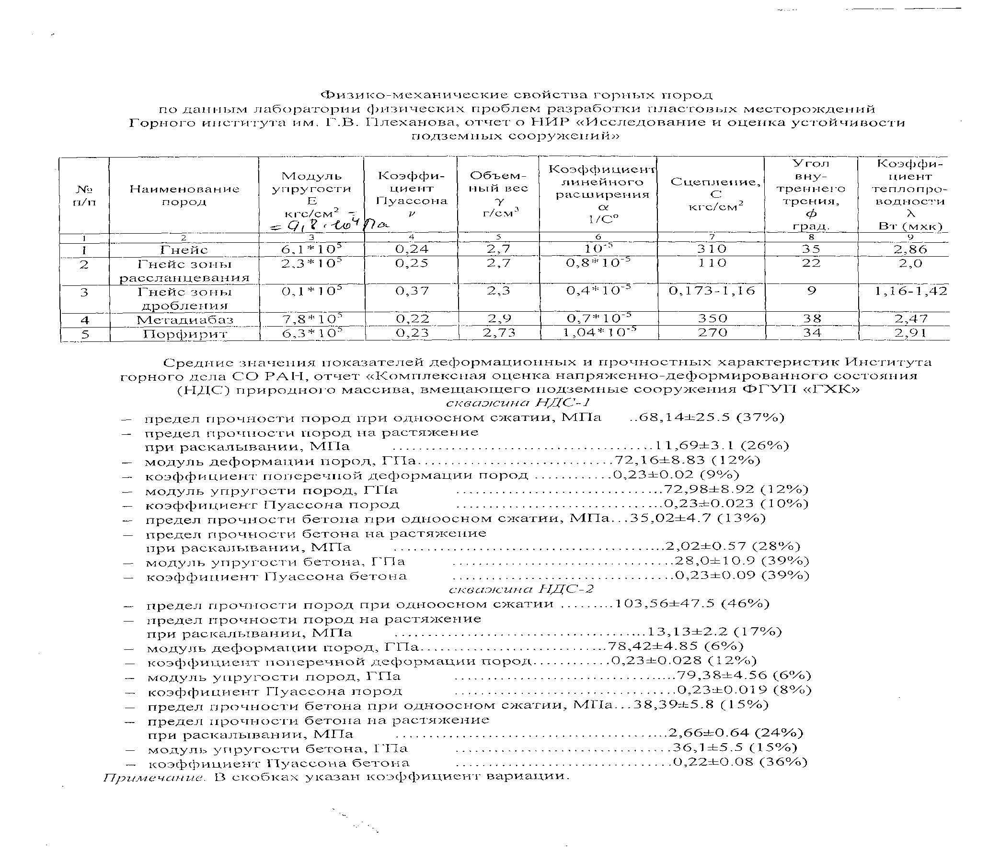 Физико-механические свойства горных пород
по данным лаборатории физических проблем разработки пластовых месторождений
Горного института им. Г.В. Плеханова, отчет о НИР «Исследование и оценка устойчивости
подземных сооружений»
№ п/п | Наименование пород | Модуль упругости E кгс/см² = = 9,8·10⁴ Па | Коэффи-циент Пуассона ν | Объем-ный вес γ г/см³ | Коэффициент линейного расширения α 1/С° | Сцепление, С кгс/см² | Угол вну-треннего трения, ф град. | Коэффи-циент теплопро-водности λ Вт (мхк)
1 | 2 | 3 | 4 | 5 | 6 | 7 | 8 | 9
1 | Гнейс | 6,1*10⁵ | 0,24 | 2,7 | 10⁻⁵ | 310 | 35 | 2,86
2 | Гнейс зоны рассланцевания | 2,3*10⁵ | 0,25 | 2,7 | 0,8*10⁻⁵ | 110 | 22 | 2,0
3 | Гнейс зоны дробления | 0,1*10⁵ | 0,37 | 2,3 | 0,4*10⁻⁵ | 0,173-1,16 | 9 | 1,16-1,42
4 | Метадиабаз | 7,8*10⁵ | 0,22 | 2,9 | 0,7*10⁻⁵ | 350 | 38 | 2,47
5 | Порфирит | 6,3*10⁵ | 0,23 | 2,73 | 1,04*10⁻⁵ | 270 | 34 | 2,91
Средние значения показателей деформационных и прочностных характеристик Института
горного дела СО РАН, отчет «Комплексная оценка напряженно-деформированного состояния
(НДС) природного массива, вмещающего подземные сооружения ФГУП «ГХК»
скважина НДС-1
– предел прочности пород при одноосном сжатии, МПа ..68,14±25.5 (37%)
– предел прочности пород на растяжение
при раскалывании, МПа ........................................11,69±3.1 (26%)
– модуль деформации пород, ГПа..............................72,16±8.83 (12%)
– коэффициент поперечной деформации пород ............0,23±0.02 (9%)
– модуль упругости пород, ГПа ................................72,98±8.92 (12%)
– коэффициент Пуассона пород ................................0,23±0.023 (10%)
– предел прочности бетона при одноосном сжатии, МПа...35,02±4.7 (13%)
– предел прочности бетона на растяжение
при раскалывании, МПа ..........................................2,02±0.57 (28%)
– модуль упругости бетона, ГПа ..................................28,0±10.9 (39%)
– коэффициент Пуассона бетона ..................................0,23±0.09 (39%)
скважина НДС-2
– предел прочности пород при одноосном сжатии .........103,56±47.5 (46%)
– предел прочности пород на растяжение
при раскалывании, МПа .......................................13,13±2.2 (17%)
– модуль деформации пород, ГПа.............................78,42±4.85 (6%)
– коэффициент поперечной деформации пород............0,23±0.028 (12%)
– модуль упругости пород, ГПа ..................................79,38±4.56 (6%)
– коэффициент Пуассона пород ..................................0,23±0.019 (8%)
– предел прочности бетона при одноосном сжатии, МПа...38,39±5.8 (15%)
– предел прочности бетона на растяжение
при раскалывании, МПа ..........................................2,66±0.64 (24%)
– модуль упругости бетона, ГПа .................................36,1±5.5 (15%)
– коэффициент Пуассона бетона .................................0,22±0.08 (36%)
Примечание. В скобках указан коэффициент вариации.